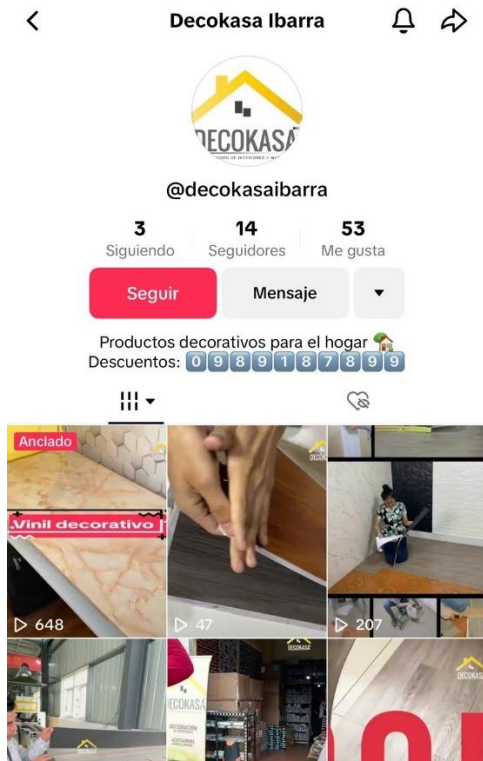 Decokasa Ibarra
DECOKASA
@decokasaibarra
3 14 53
Siguiendo Seguidores Me gusta
Seguir Mensaje
Productos decorativos para el hogar
Descuentos: 0989187899
Anclado
Vinil decorativo
648 47 207
DECOKASA
DECORACIÓN
DECOKASA